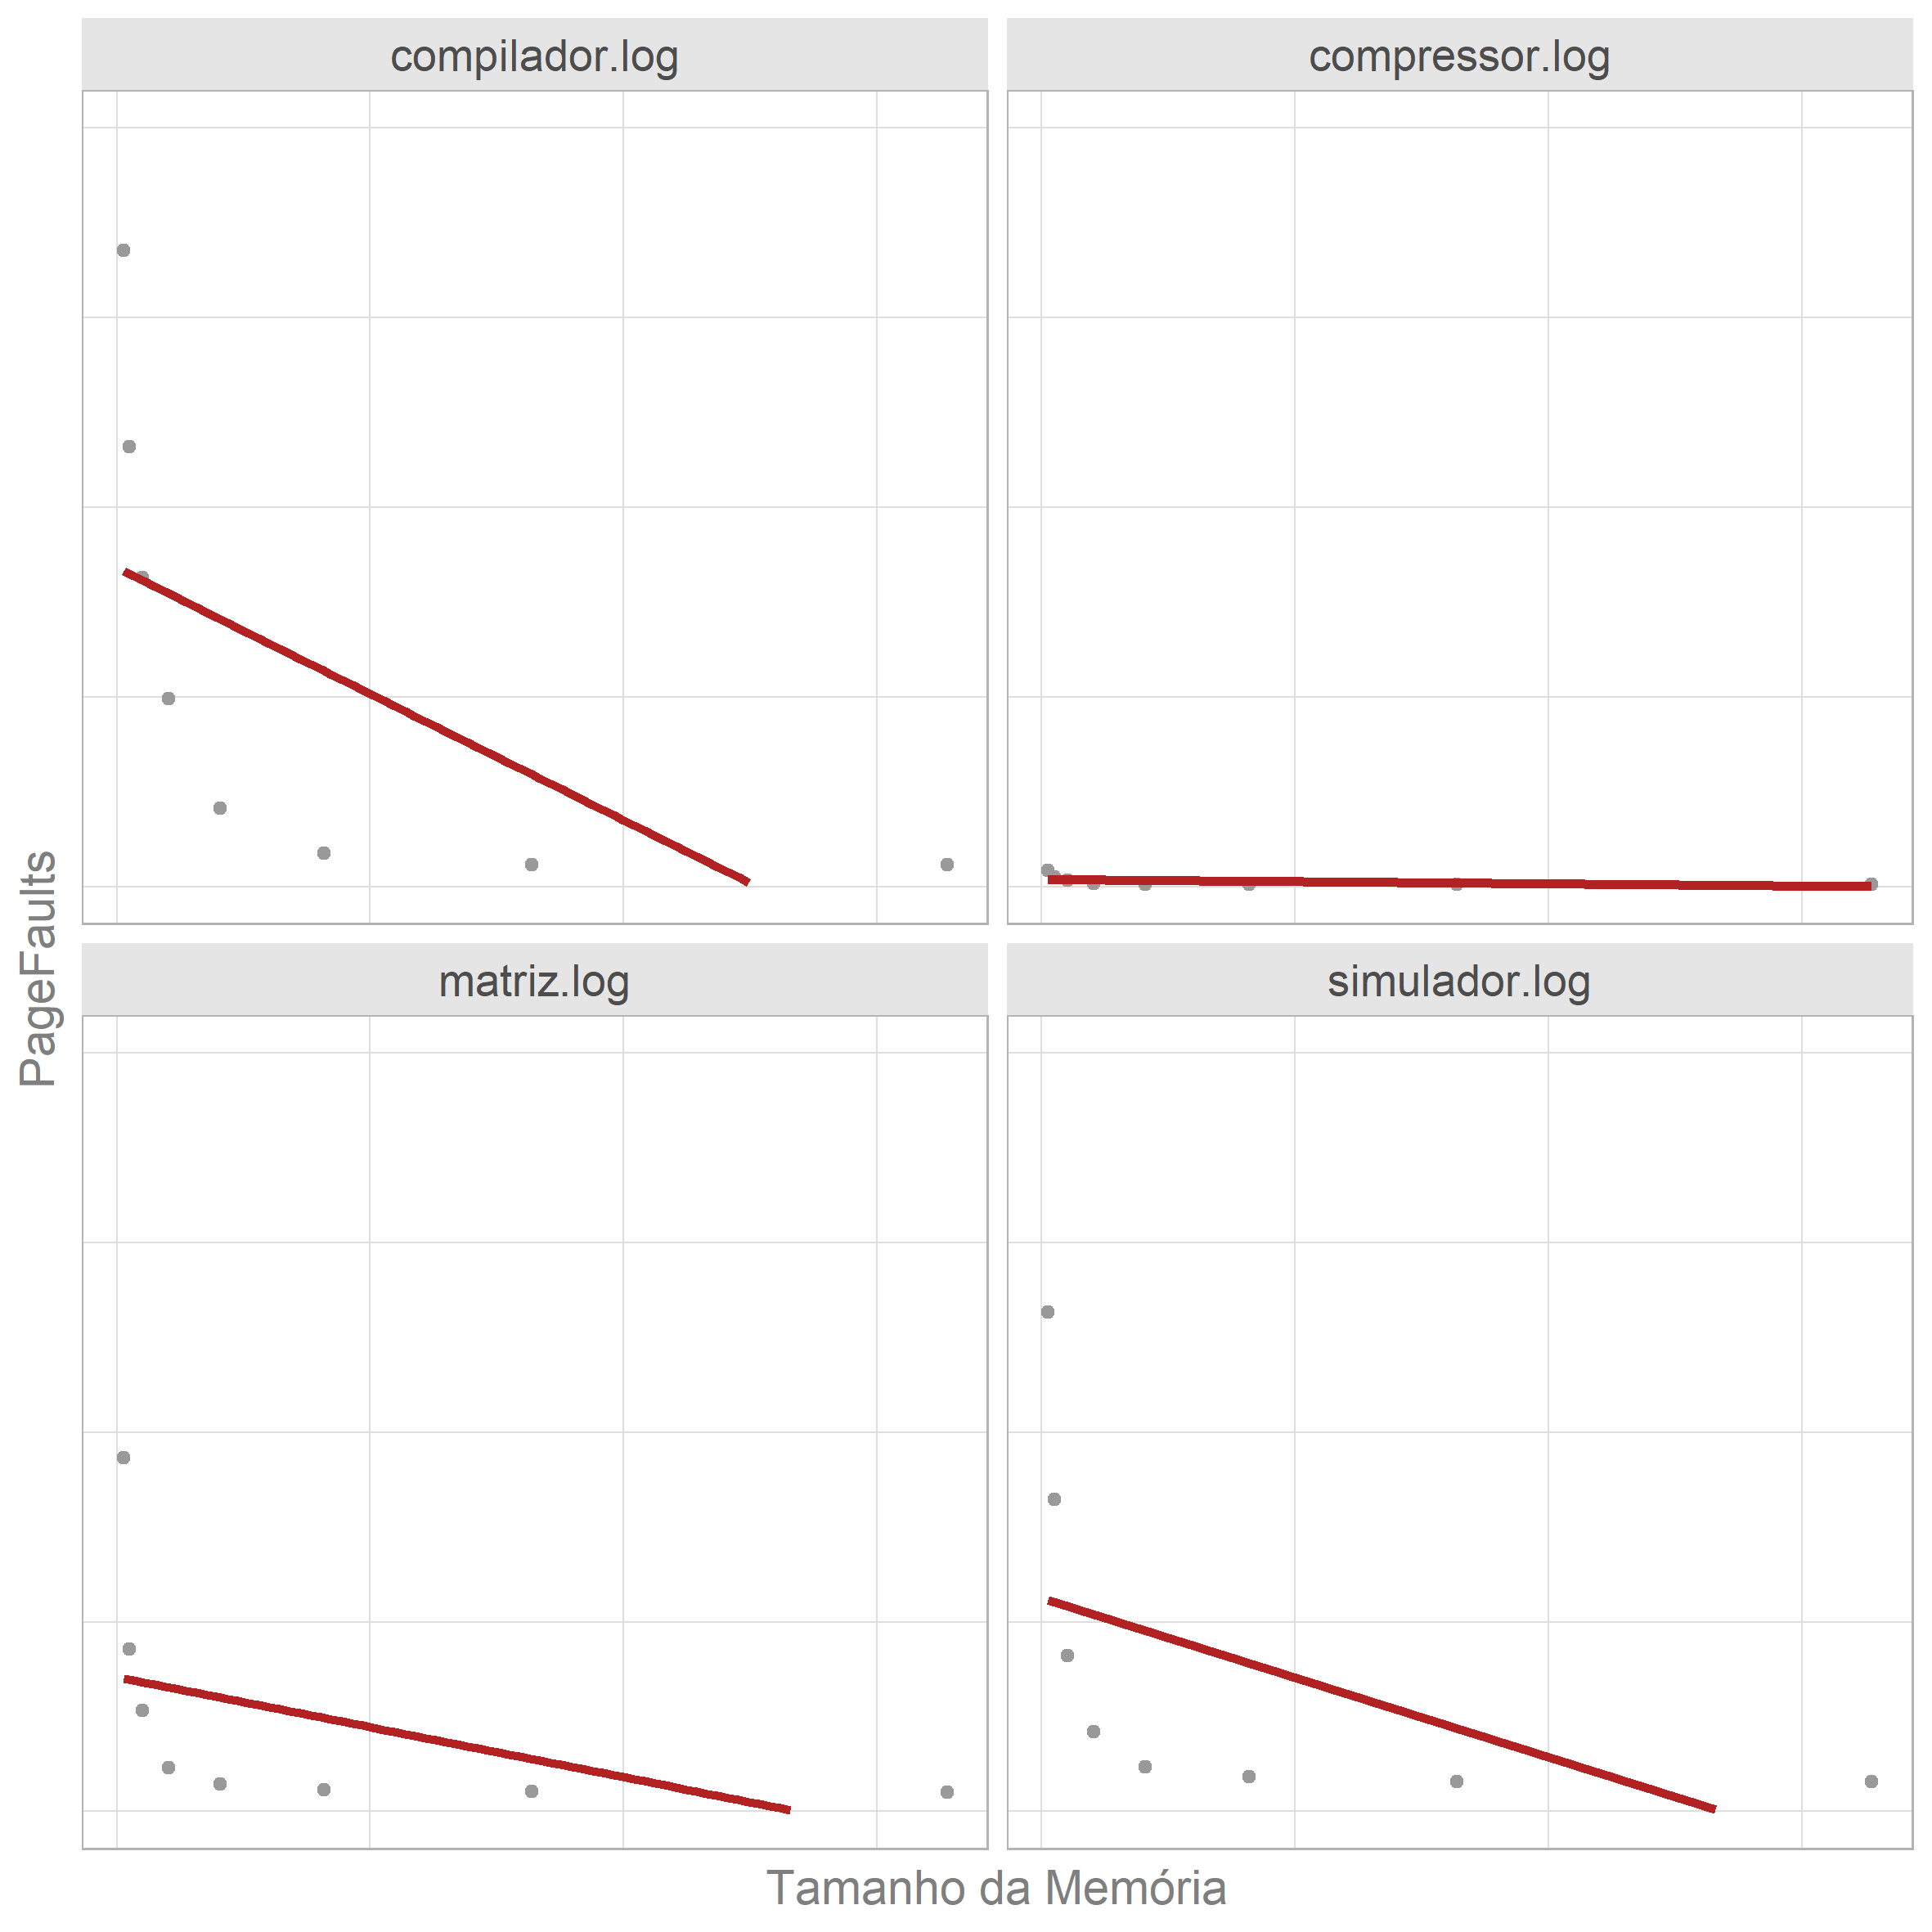 compilador.log
compressor.log
matriz.log
simulador.log
PageFaults
Tamanho da Memória